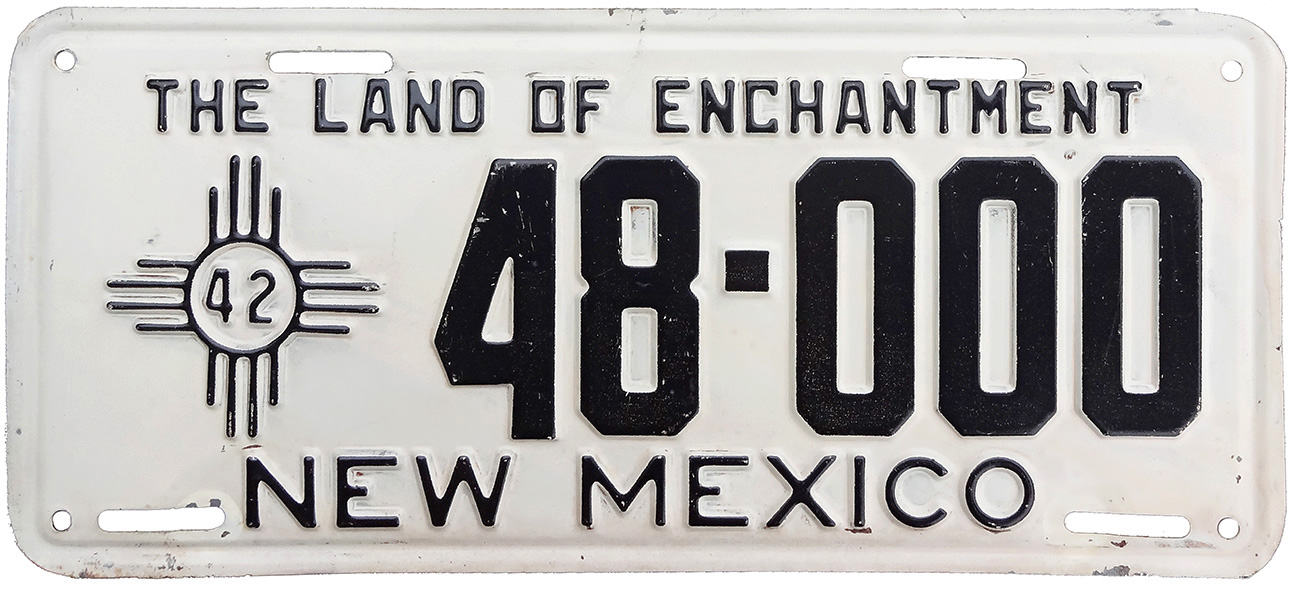 THE LAND OF ENCHANTMENT
42
48-000
NEW MEXICO